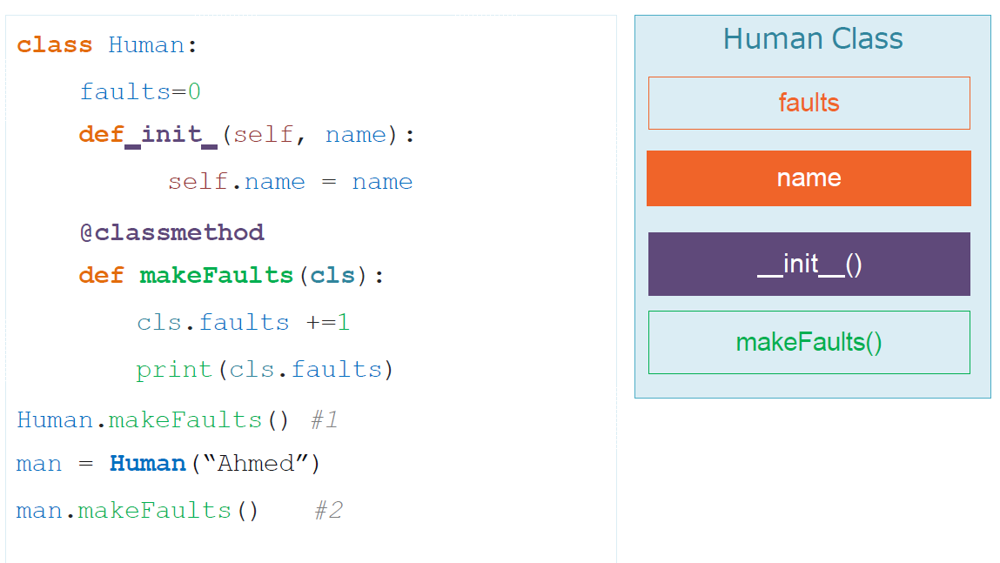 class Human:
faults=0
def_init_(self, name):
self.name = name
@classmethod
def makeFaults(cls):
cls.faults +=1
print(cls.faults)
Human.makeFaults() #1
man = Human(“Ahmed”)
man.makeFaults() #2
Human Class
faults
name
__init__()
makeFaults()